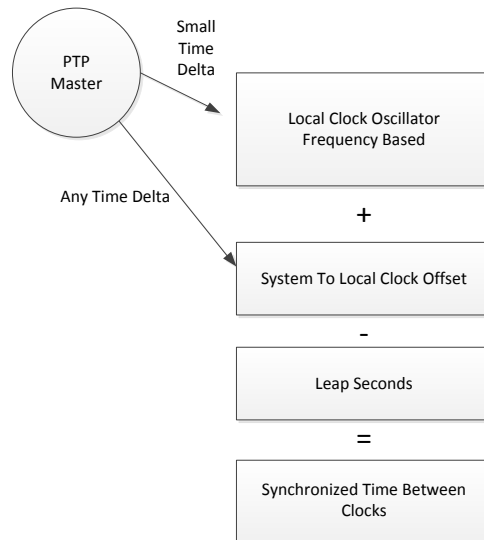 Small
Time
Delta
PTP
Master
Local Clock Oscillator
Frequency Based
Any Time Delta
+
System To Local Clock Offset
-
Leap Seconds
=
Synchronized Time Between
Clocks